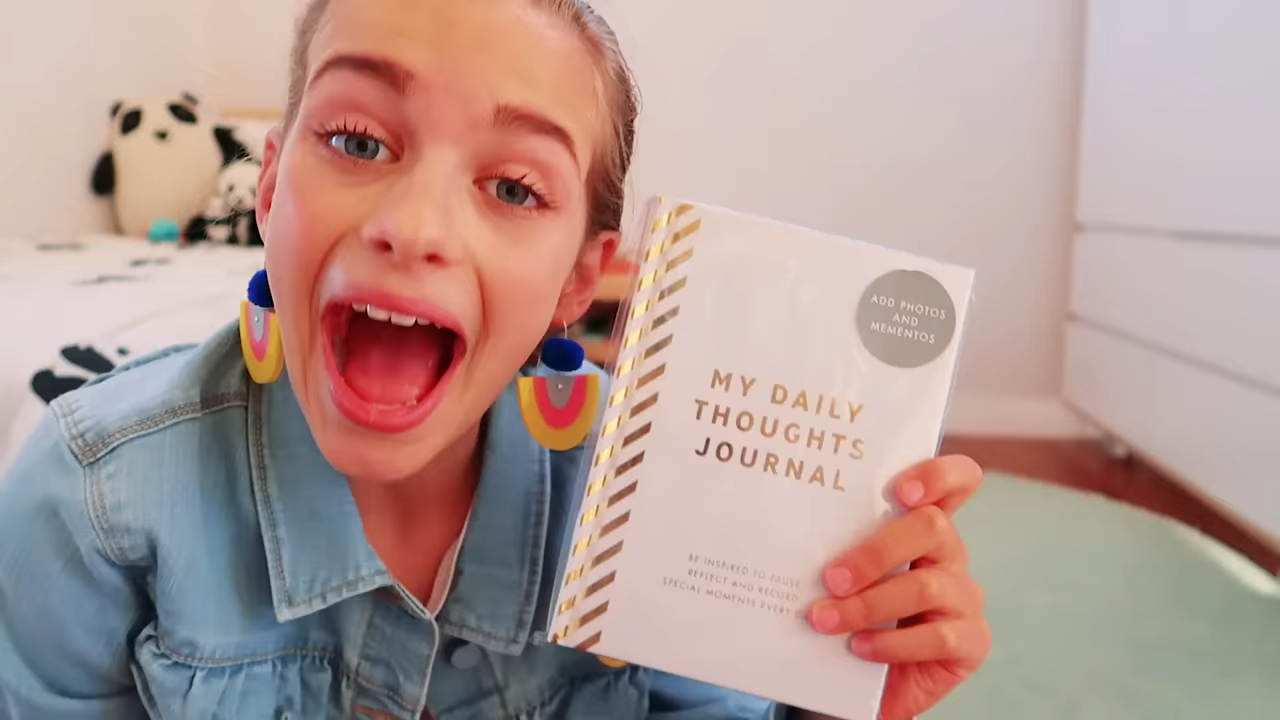 ADD PHOTOS
AND
MEMENTOS
MY DAILY
THOUGHTS
JOURNAL
BE INSPIRED TO PAUSE
REFLECT AND RECORD
SPECIAL MOMENTS EVERY